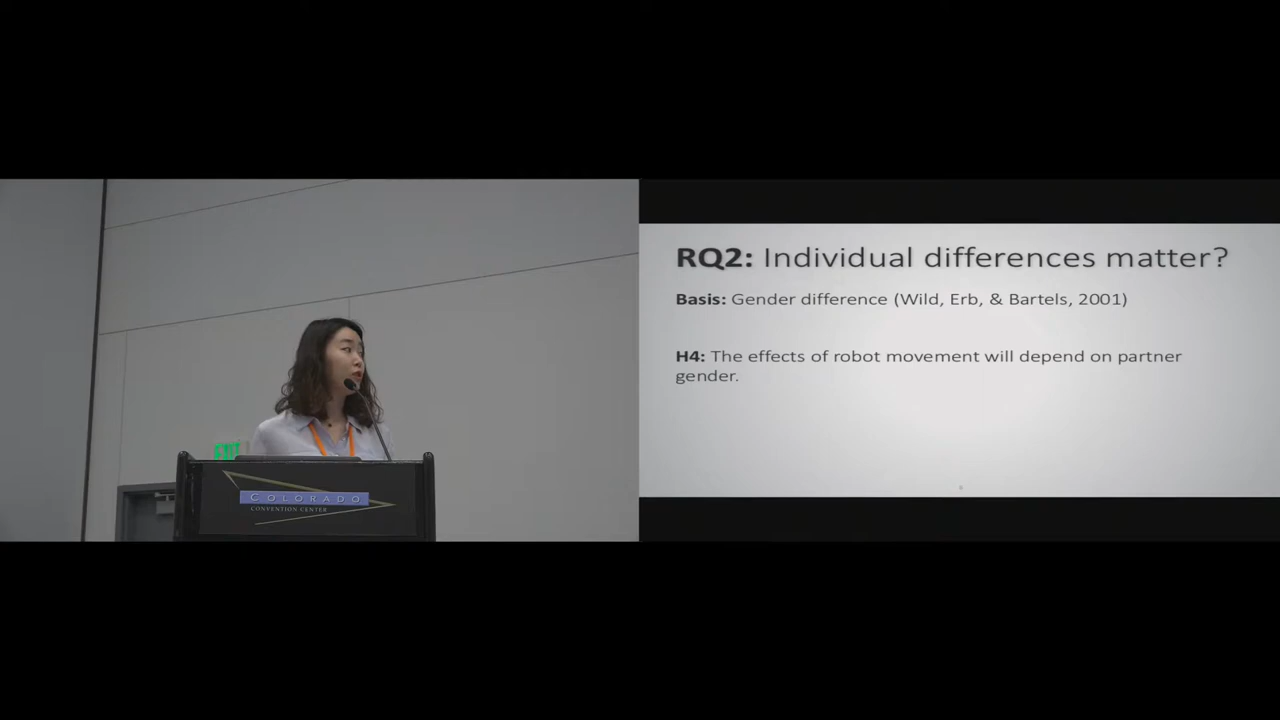 RQ2: Individual differences matter?
Basis: Gender difference (Wild, Erb, & Bartels, 2001)
H4: The effects of robot movement will depend on partner
gender.
EXIT
COLORADO
CONVENTION CENTER